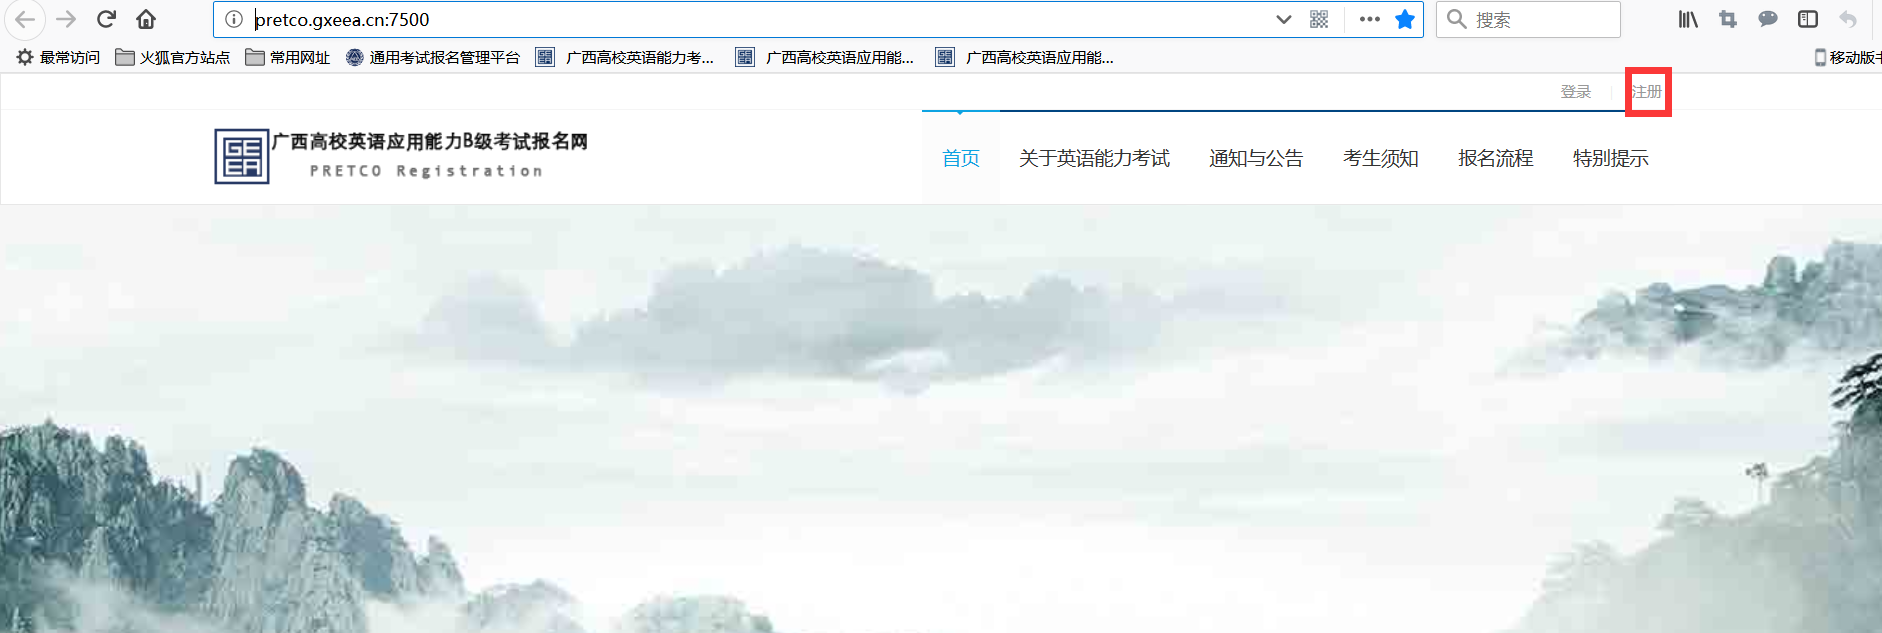 pretco.gxeea.cn:7500
搜索
最常访问 火狐官方站点 常用网址 通用考试报名管理平台 广西高校英语能力考... 广西高校英语应用能... 广西高校英语应用能... 移动版
登录 注册
GE
EA
广西高校英语应用能力B级考试报名网
PRETCO Registration
首页 关于英语能力考试 通知与公告 考生须知 报名流程 特别提示